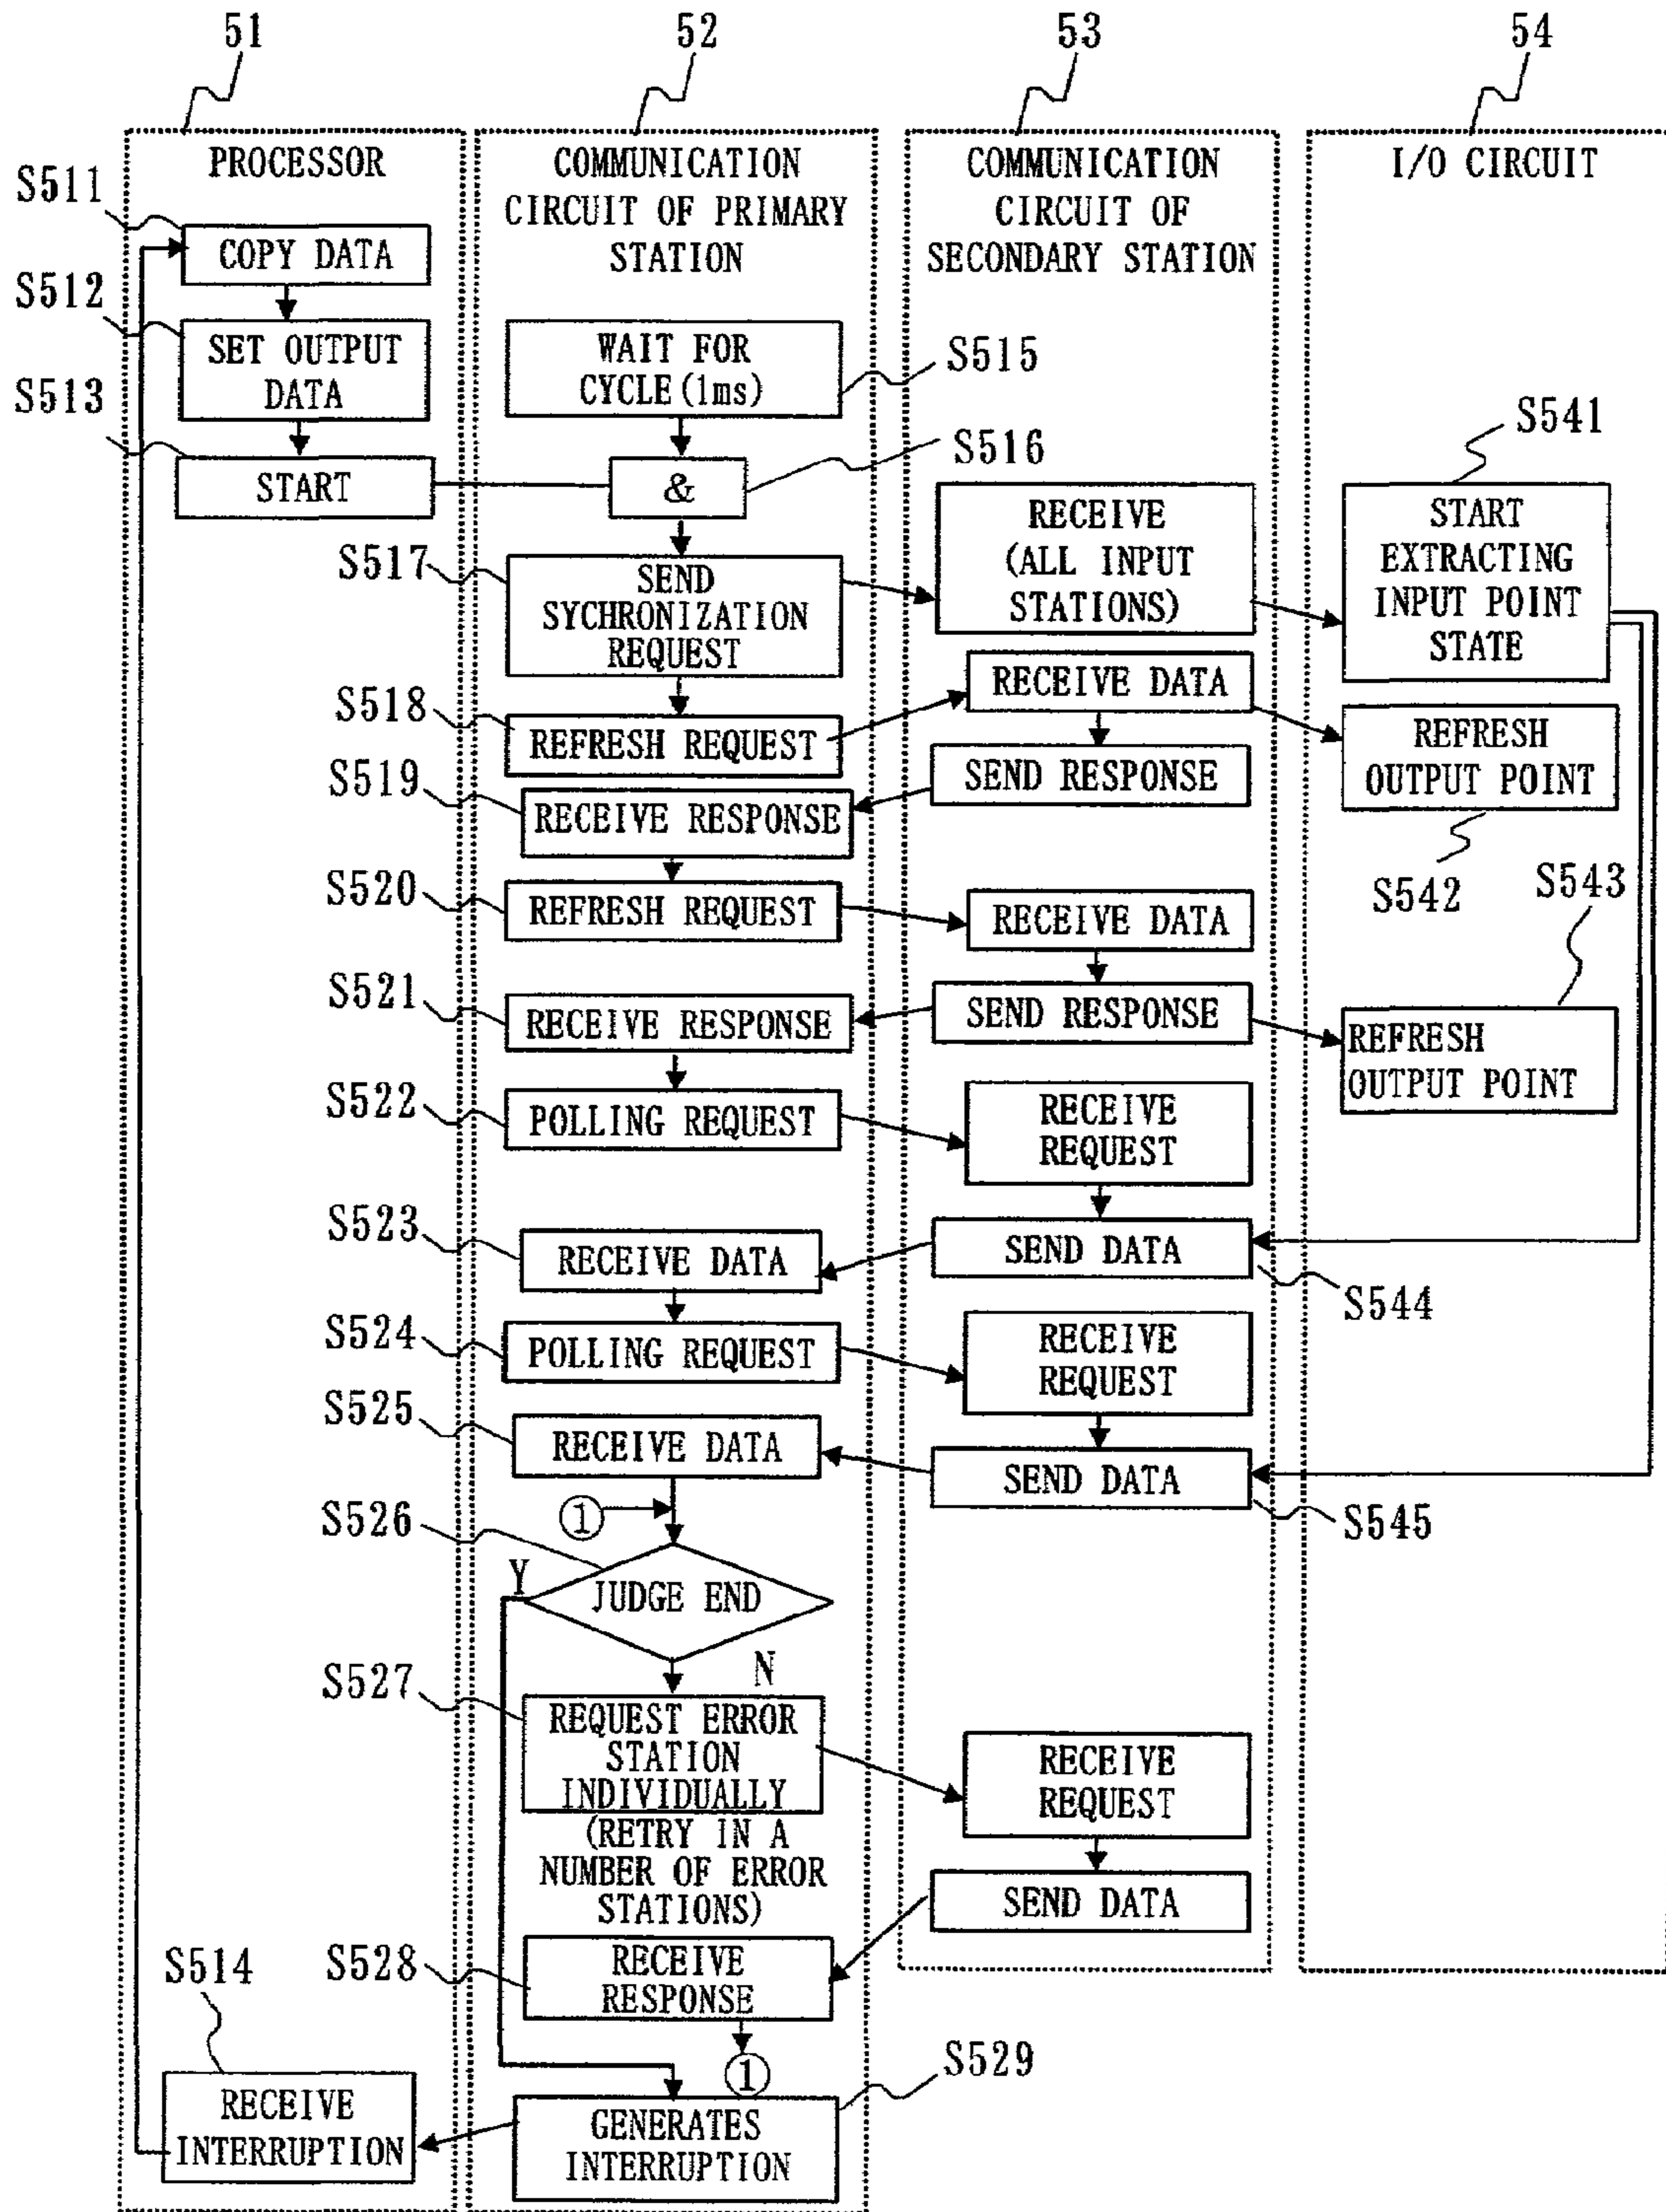 51
52
53
54
PROCESSOR
COMMUNICATION
CIRCUIT OF PRIMARY
STATION
COMMUNICATION
CIRCUIT OF
SECONDARY STATION
I/O CIRCUIT
S511
COPY DATA
S512
SET OUTPUT
DATA
S513
START
WAIT FOR
CYCLE(1ms)
S515
&
S516
S517
SEND
SYCHRONIZATION
REQUEST
RECEIVE
(ALL INPUT
STATIONS)
S541
START
EXTRACTING
INPUT POINT
STATE
S518
REFRESH REQUEST
RECEIVE DATA
SEND RESPONSE
REFRESH
OUTPUT POINT
S542
S519
RECEIVE RESPONSE
S520
REFRESH REQUEST
RECEIVE DATA
S543
S521
RECEIVE RESPONSE
SEND RESPONSE
REFRESH
OUTPUT POINT
S522
POLLING REQUEST
RECEIVE
REQUEST
S523
RECEIVE DATA
SEND DATA
S544
S524
POLLING REQUEST
RECEIVE
REQUEST
S525
RECEIVE DATA
SEND DATA
S545
①
S526
Y
JUDGE END
N
S527
REQUEST ERROR
STATION
INDIVIDUALLY
(RETRY IN A
NUMBER OF ERROR
STATIONS)
RECEIVE
REQUEST
SEND DATA
S528
RECEIVE
RESPONSE
①
S514
RECEIVE
INTERRUPTION
S529
GENERATES
INTERRUPTION